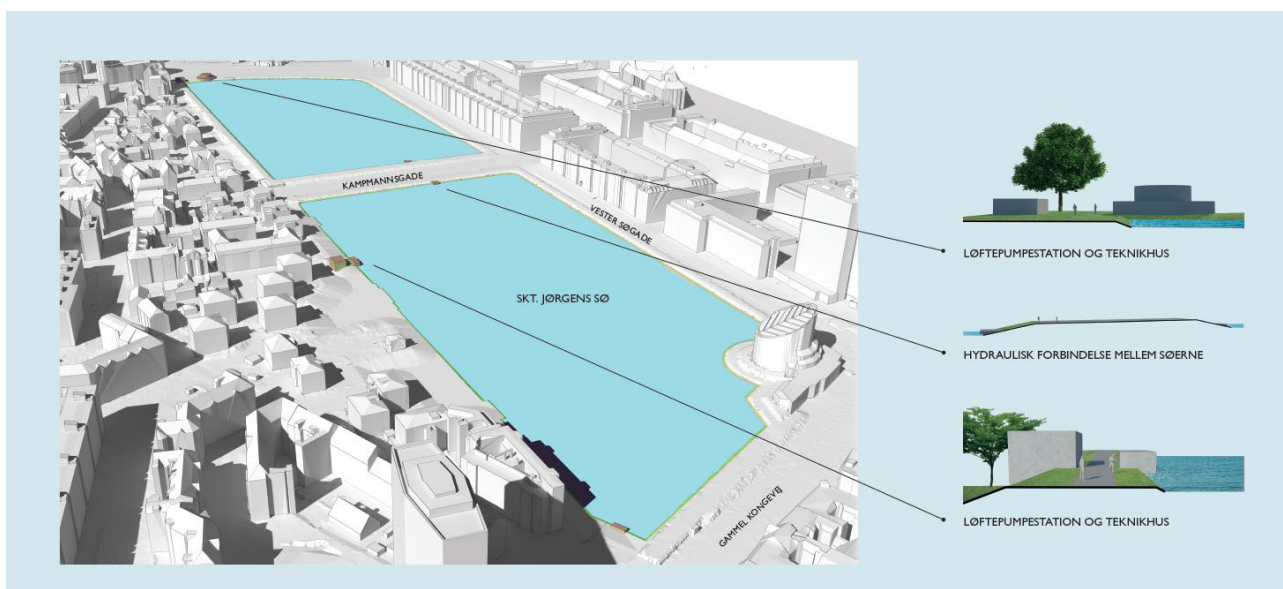 KAMPMANNSGADE
VESTER SØGADE
SKT. JØRGENS SØ
GAMMEL KONGEVEJ
LØFTEPUMPESTATION OG TEKNIKHUS
HYDRAULISK FORBINDELSE MELLEM SØERNE
LØFTEPUMPESTATION OG TEKNIKHUS